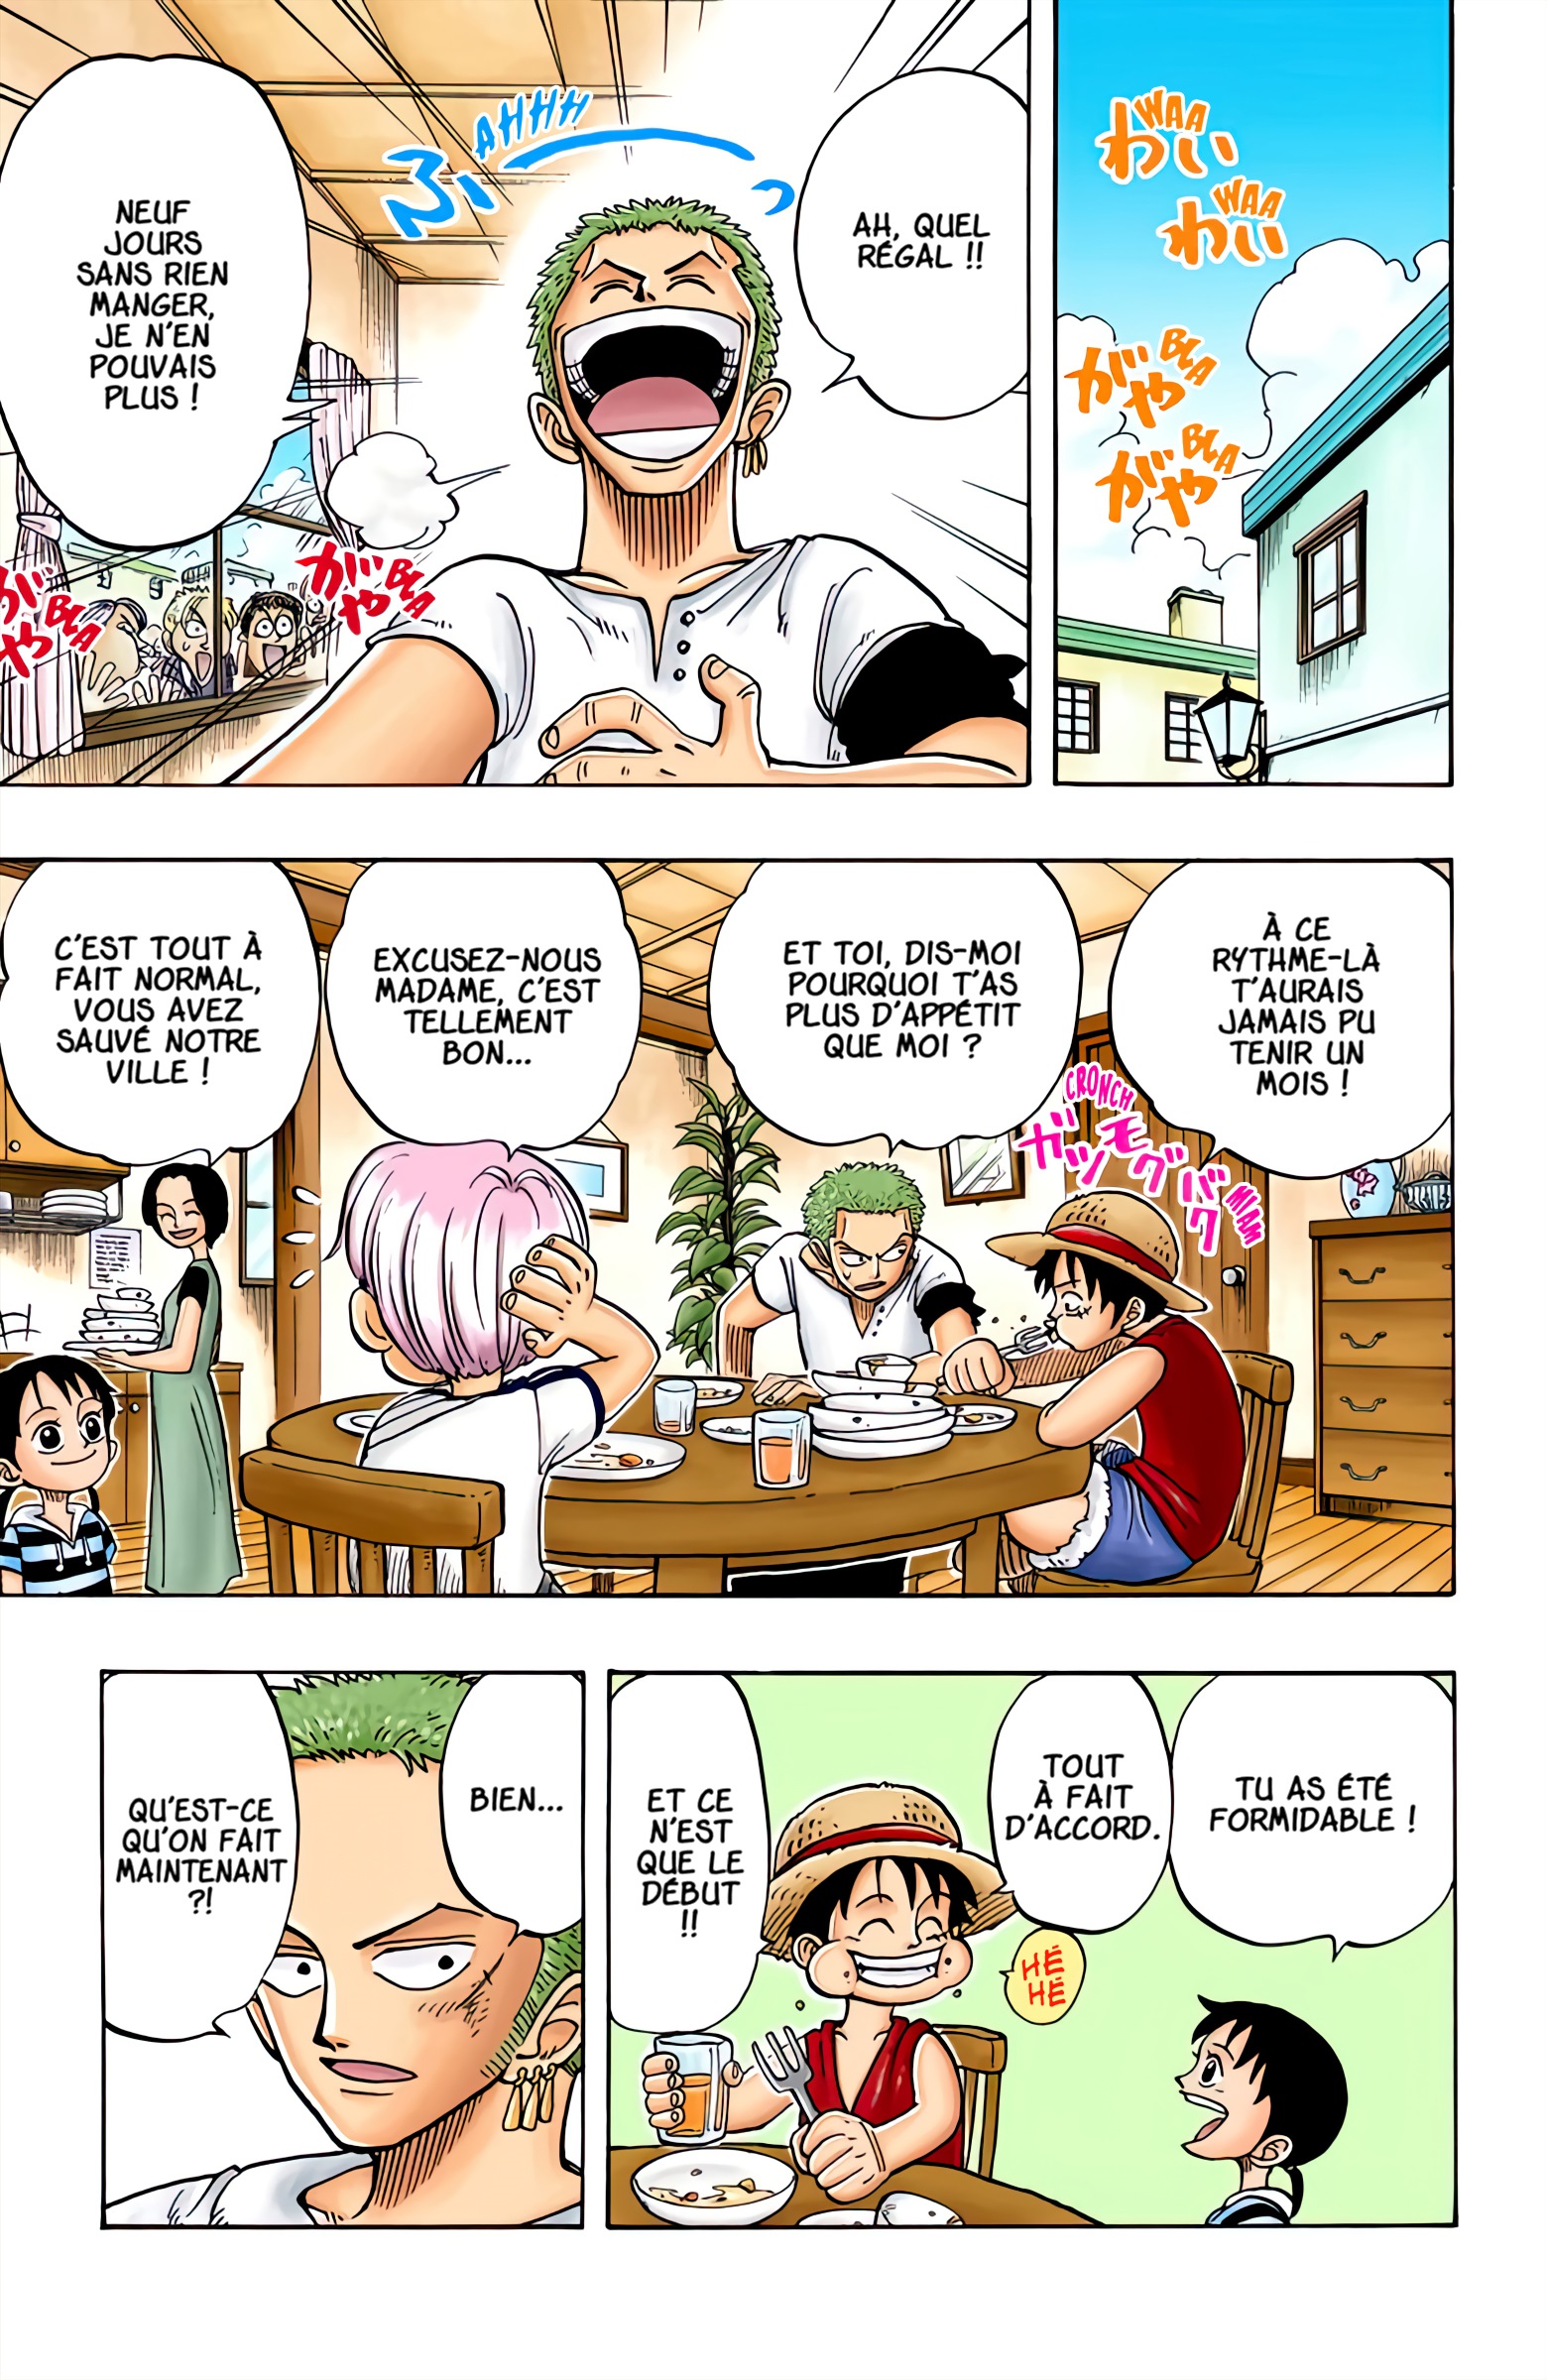 WAA
わい
WAA
わい
BLA
がや
BLA
がや
AH, QUEL
RÉGAL !!
AHHH
ふーっ
NEUF
JOURS
SANS RIEN
MANGER,
JE N'EN
POUVAIS
PLUS !
BLA
がや
BLA
がや
À CE
RYTHME-LÀ
T'AURAIS
JAMAIS PU
TENIR UN
MOIS !
CRONCH
ガツモグバク
ET TOI, DIS-MOI
POURQUOI T'AS
PLUS D'APPÉTIT
QUE MOI ?
EXCUSEZ-NOUS
MADAME, C'EST
TELLEMENT
BON...
C'EST TOUT À
FAIT NORMAL,
VOUS AVEZ
SAUVÉ NOTRE
VILLE !
TU AS ÉTÉ
FORMIDABLE !
TOUT
À FAIT
D'ACCORD.
HÉ
HÉ
ET CE
N'EST
QUE LE
DÉBUT
!!
BIEN...
QU'EST-CE
QU'ON FAIT
MAINTENANT
?!